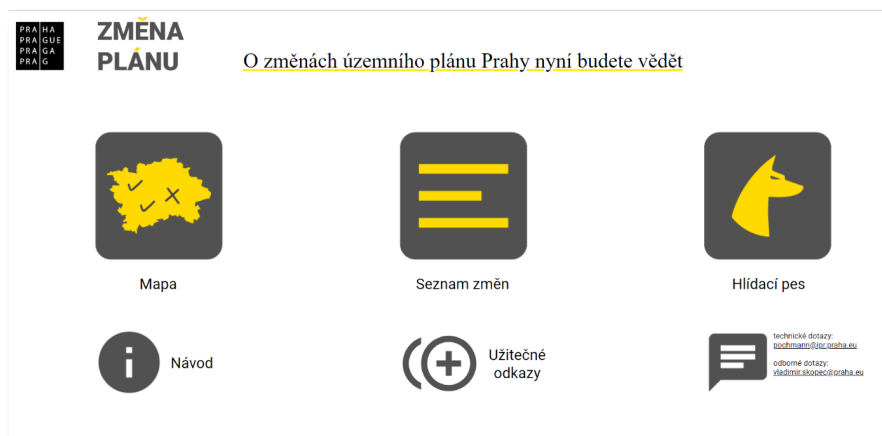 PRA HA
PRA GUE
PRA GA
PRA G
ZMĚNA
PLÁNU
O změnách územního plánu Prahy nyní budete vědět
Mapa
Seznam změn
Hlídací pes
Návod
Užitečné
odkazy
technické dotazy:
pochmann@ipr.praha.eu
odborné dotazy:
vladimir.skopec@praha.eu